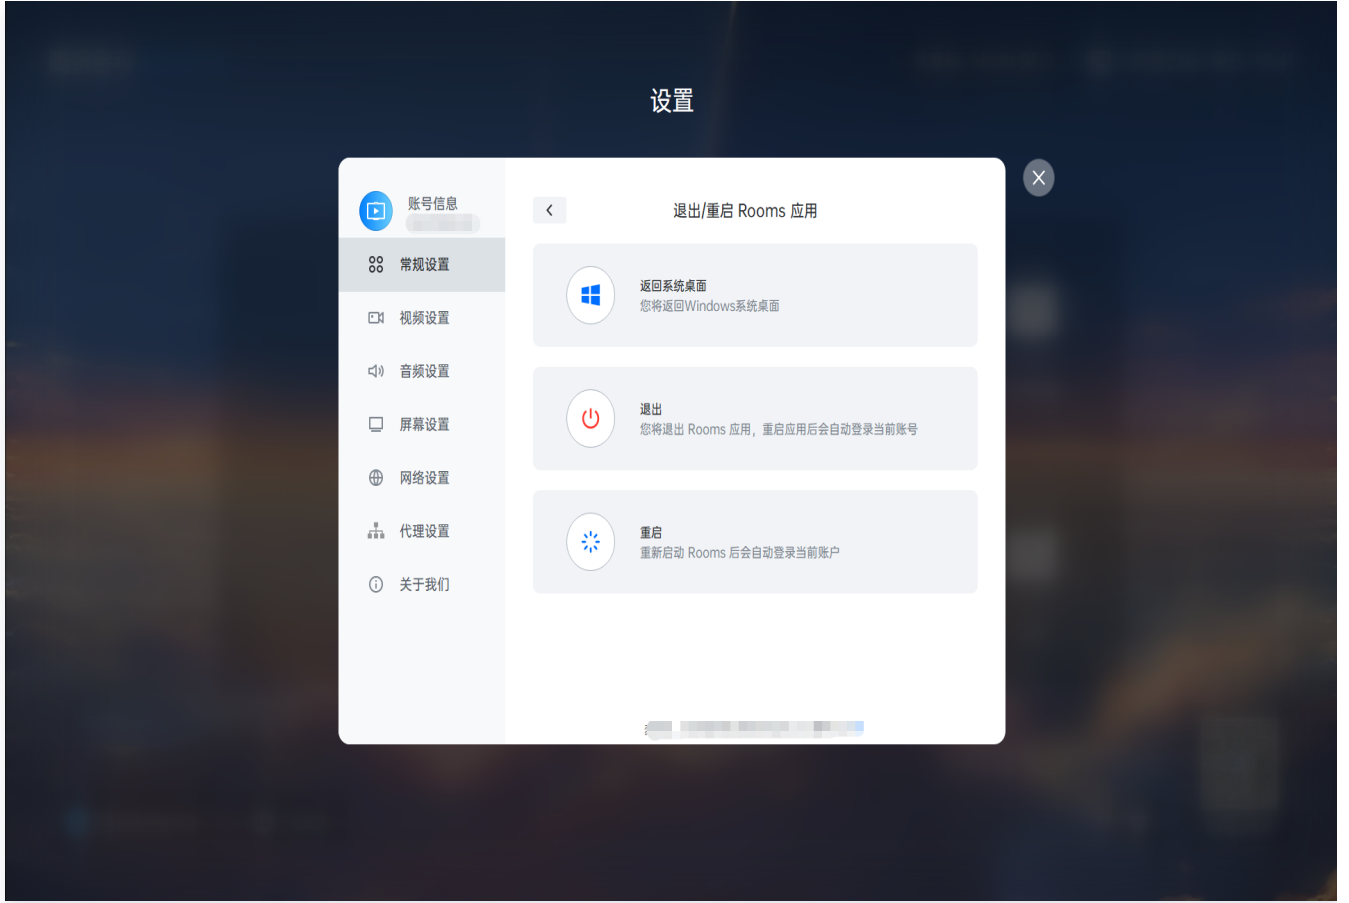 设置
账号信息
常规设置
视频设置
音频设置
屏幕设置
网络设置
代理设置
关于我们
退出/重启 Rooms 应用
返回系统桌面
您将返回Windows系统桌面
退出
您将退出 Rooms 应用，重启应用后会自动登录当前账号
重启
重新启动 Rooms 后会自动登录当前账户